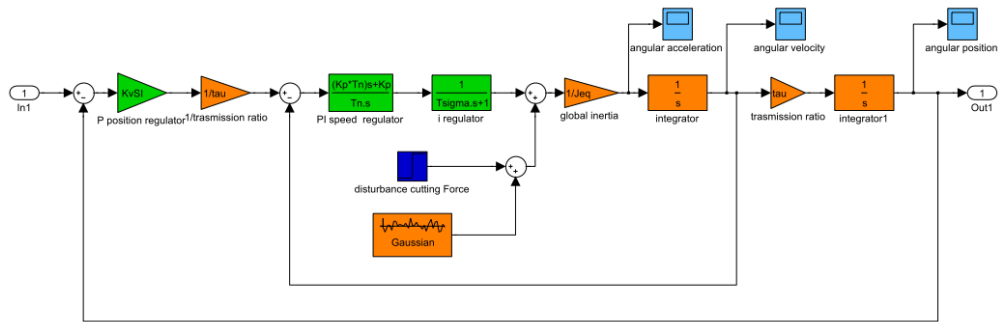 angular acceleration
angular velocity
angular position
1
In1
+
−
KvSI
P position regulator
1/tau
1/trasmission ratio
+
−
(Kp*Tn)s+Kp
Tn.s
PI speed regulator
1
Tsigma.s+1
i regulator
+
+
1/Jeq
global inertia
1
s
integrator
tau
trasmission ratio
1
s
integrator1
1
Out1
disturbance cutting Force
+
+
Gaussian